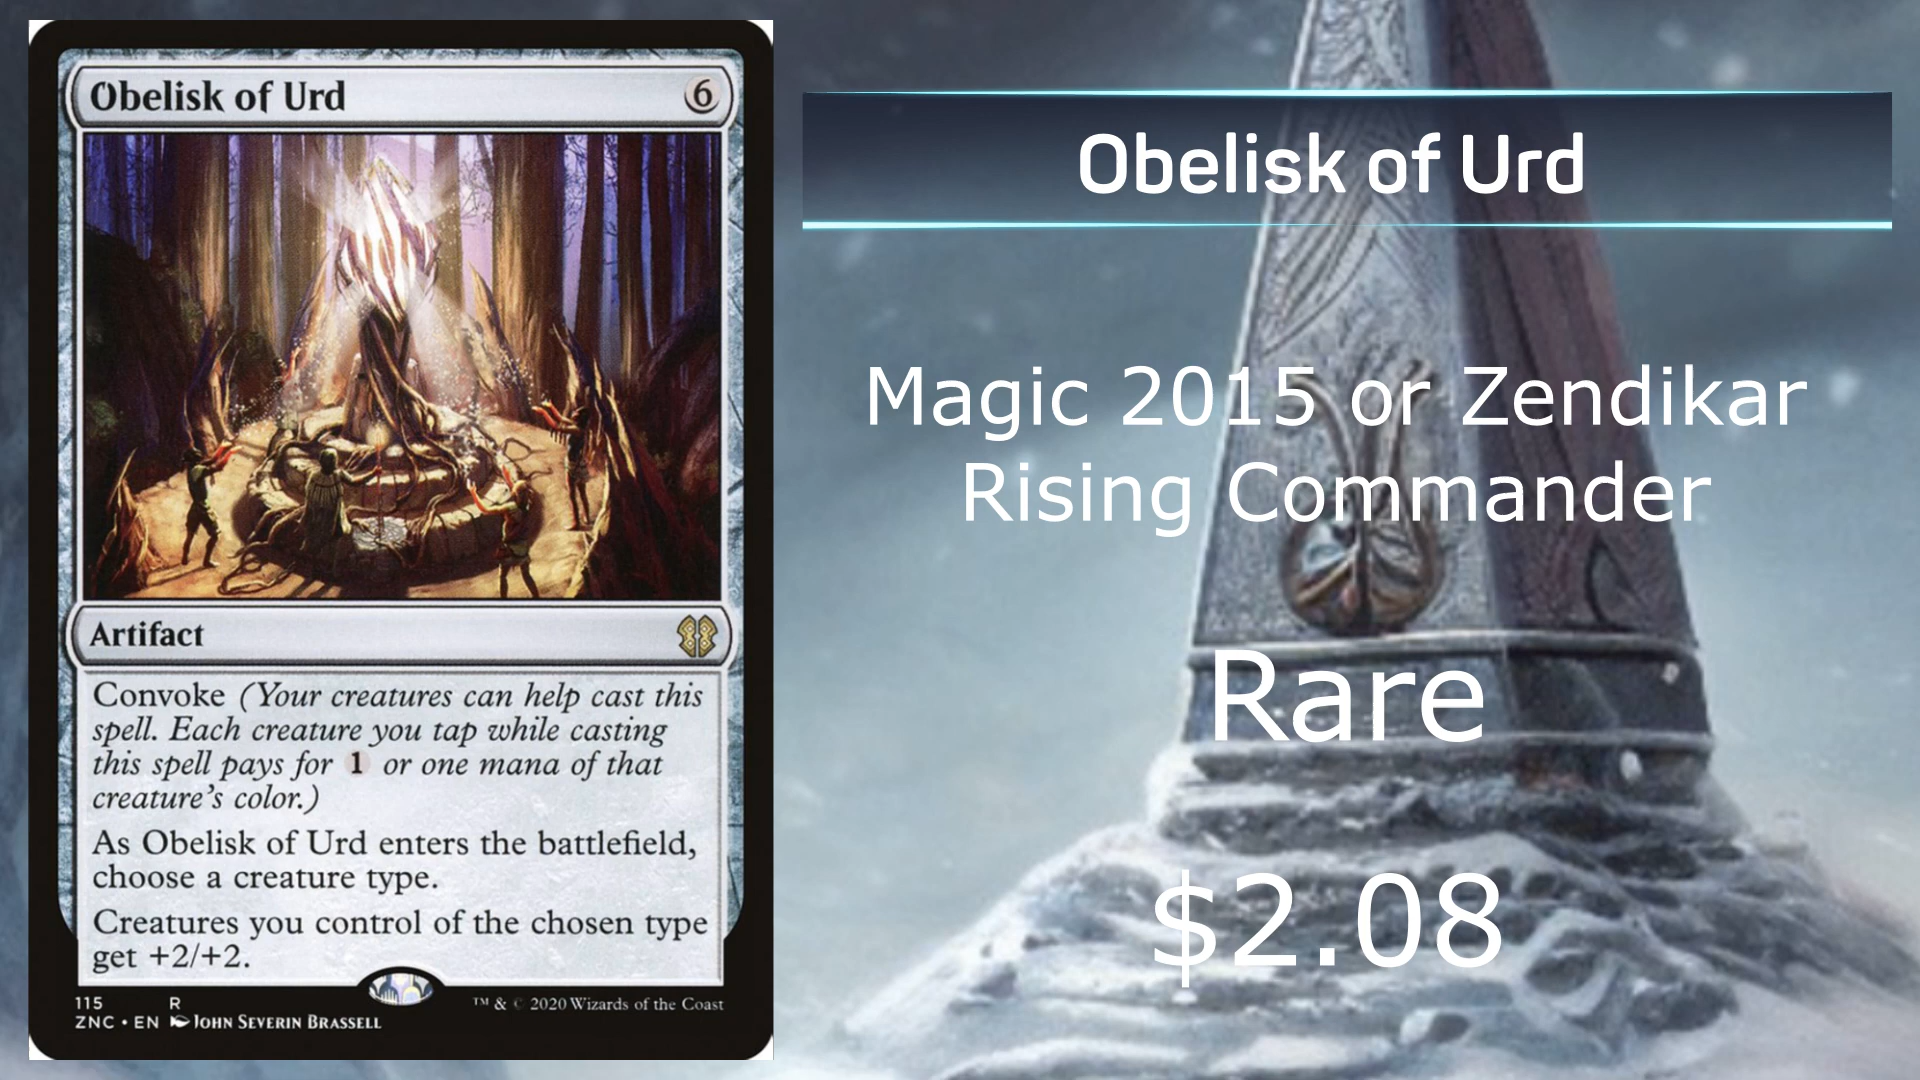 Obelisk of Urd 6
Artifact
Convoke (Your creatures can help cast this
spell. Each creature you tap while casting
this spell pays for 1 or one mana of that
creature's color.)
As Obelisk of Urd enters the battlefield,
choose a creature type.
Creatures you control of the chosen type
get +2/+2.
115 R
ZNC • EN John Severin Brassell
™ & © 2020 Wizards of the Coast
Obelisk of Urd
Magic 2015 or Zendikar
Rising Commander
Rare
$2.08